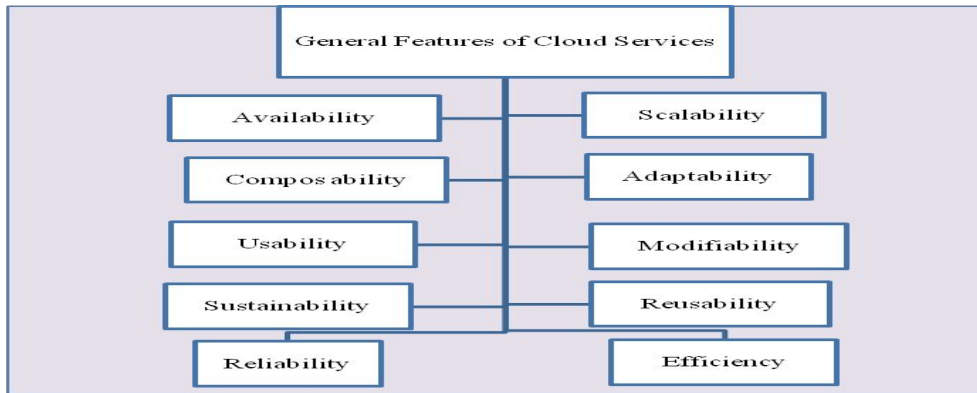 General Features of Cloud Services
Availability
Scalability
Composability
Adaptability
Usability
Modifiability
Sustainability
Reusability
Reliability
Efficiency